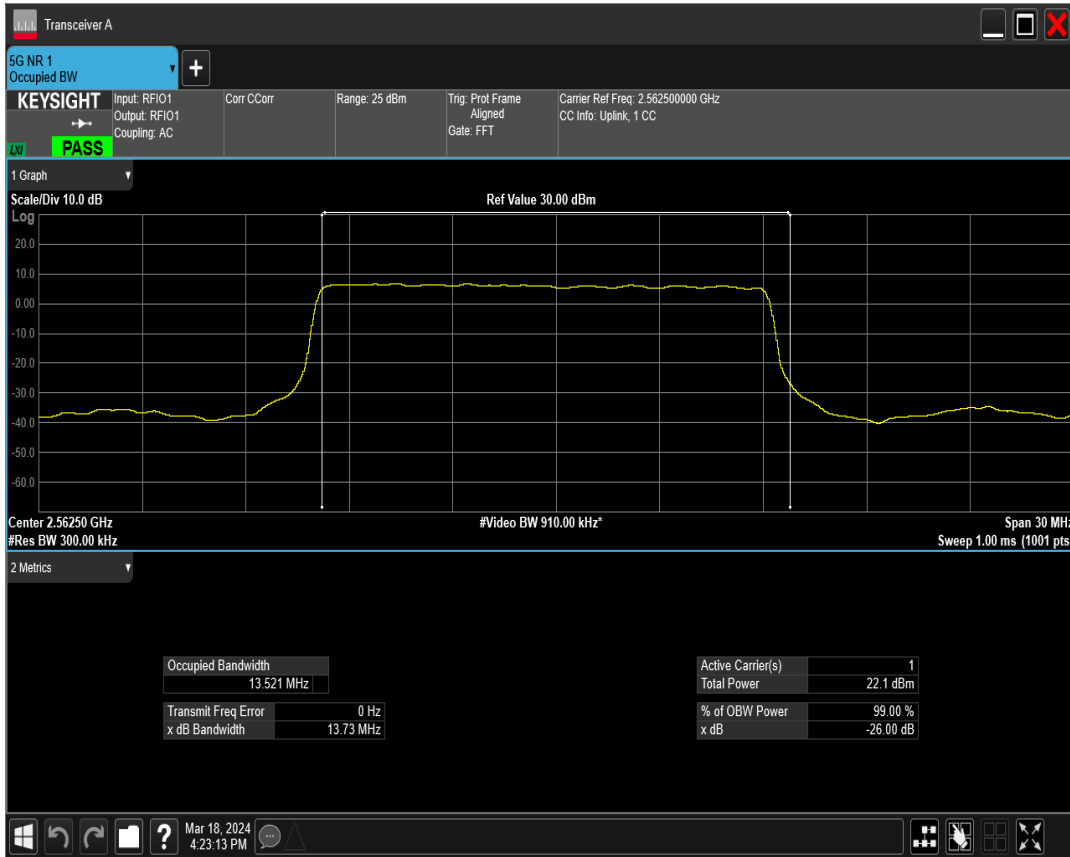 Transceiver A
5G NR 1
Occupied BW
KEYSIGHT
LXI
PASS
Input: RFIO1
Output: RFIO1
Coupling: AC
Corr CCorr
Range: 25 dBm
Trig: Prot Frame
Aligned
Gate: FFT
Carrier Ref Freq: 2.562500000 GHz
CC Info: Uplink, 1 CC
1 Graph
Scale/Div 10.0 dB
Ref Value 30.00 dBm
Log
20.0
10.0
0.00
-10.0
-20.0
-30.0
-40.0
-50.0
-60.0
Center 2.56250 GHz
#Video BW 910.00 kHz*
Span 30 MHz
#Res BW 300.00 kHz
Sweep 1.00 ms (1001 pts
2 Metrics
Occupied Bandwidth
13.521 MHz
Transmit Freq Error 0 Hz
x dB Bandwidth 13.73 MHz
Active Carrier(s) 1
Total Power 22.1 dBm
% of OBW Power 99.00 %
x dB -26.00 dB
?
Mar 18, 2024
4:23:13 PM